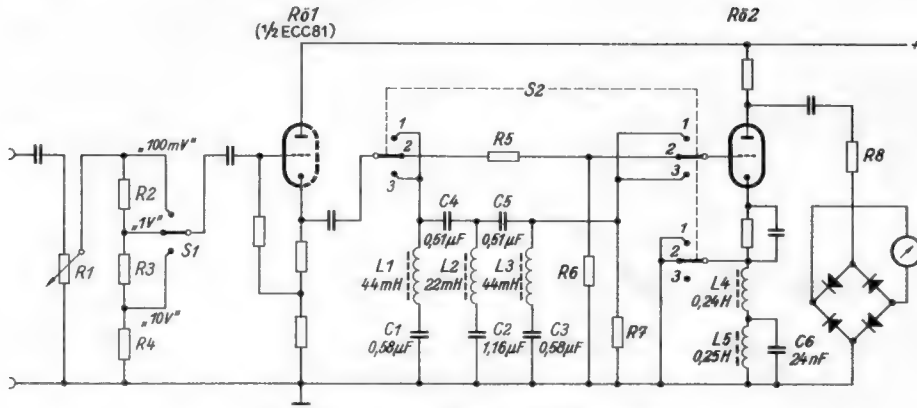 Rö1
(½ ECC81)
Rö2
+
S2
1
2
3
R5
1
2
3
R8
„100mV"
R2
„1V"
S1
R3
R1
„10V"
R4
C4
0,51µF
C5
0,51µF
L1
44mH
L2
22mH
L3
44mH
R6
1
2
3
L4
0,24H
C1
0,58µF
C2
1,16µF
C3
0,58µF
R7
L5
0,25H
C6
24nF